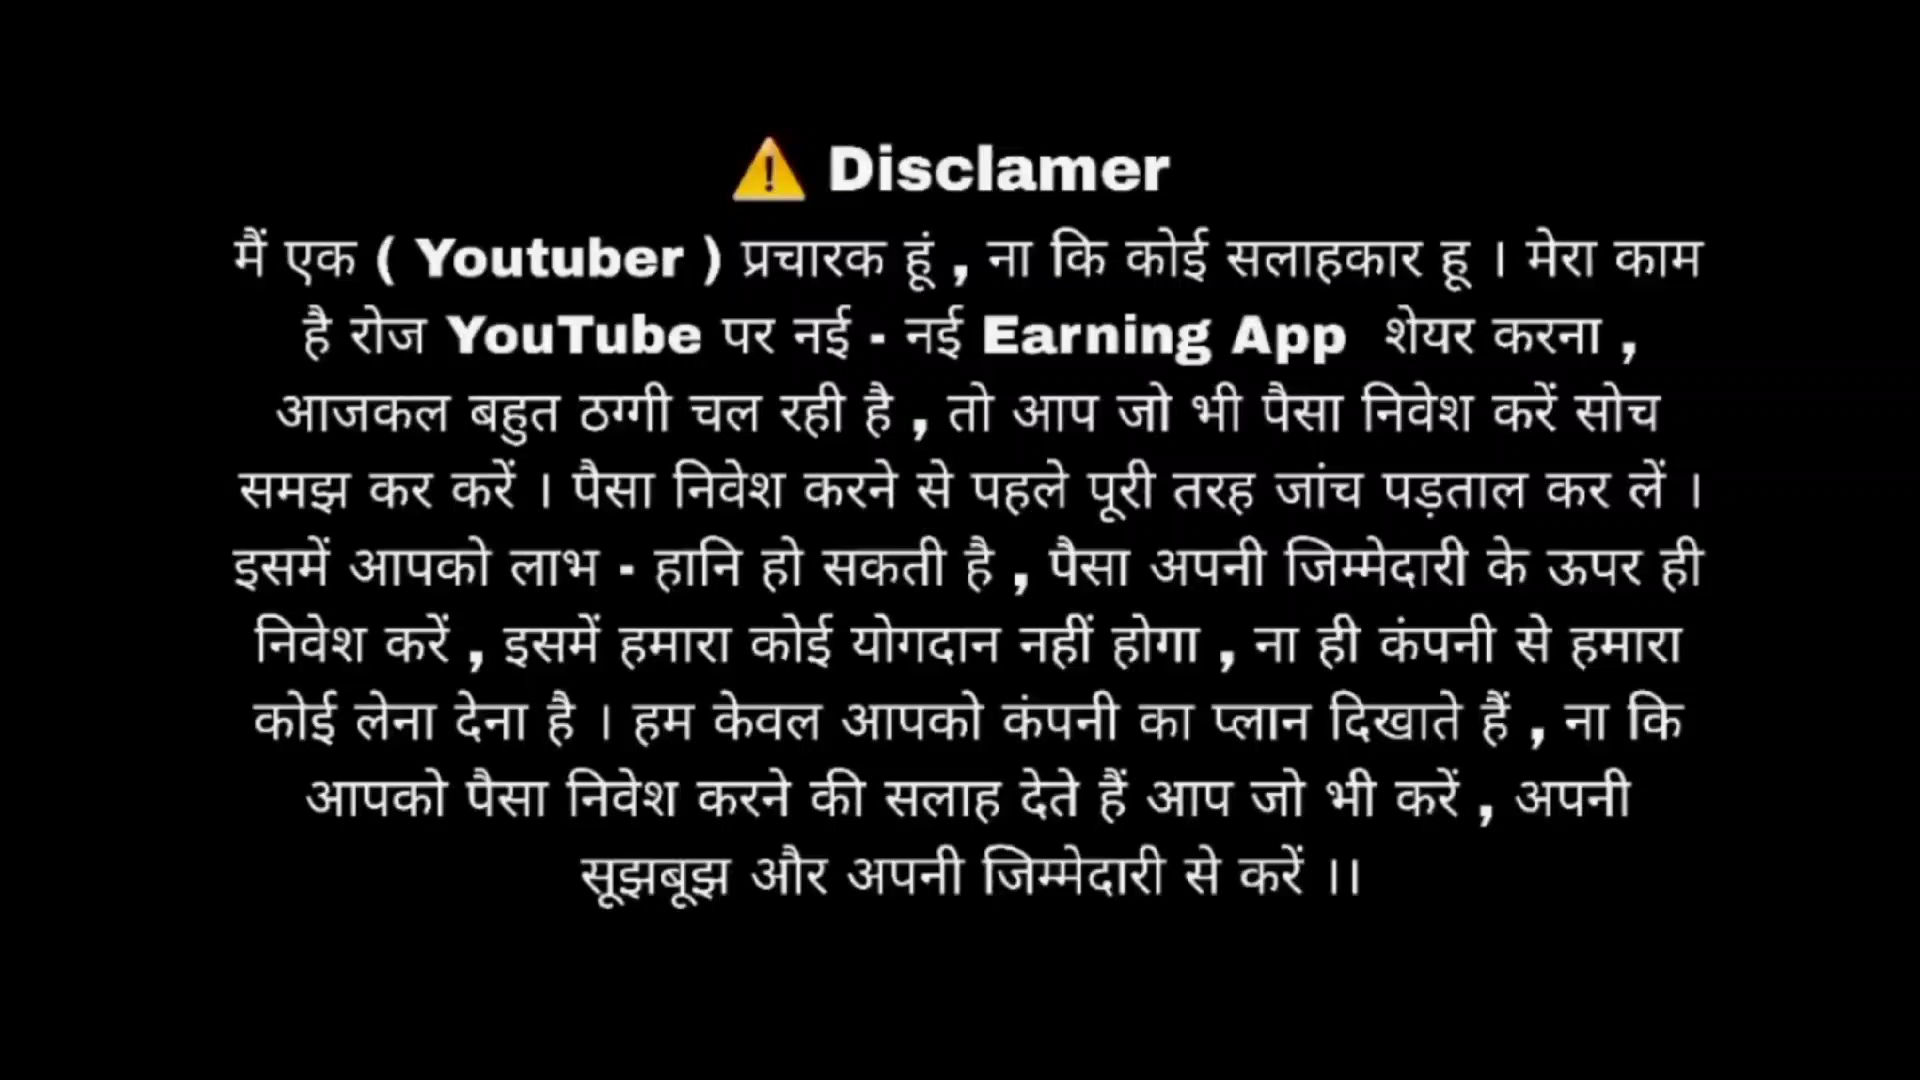 ⚠️ Disclamer
मैं एक ( Youtuber ) प्रचारक हूं , ना कि कोई सलाहकार हू । मेरा काम
है रोज YouTube पर नई - नई Earning App शेयर करना ,
आजकल बहुत ठग्गी चल रही है , तो आप जो भी पैसा निवेश करें सोच
समझ कर करें । पैसा निवेश करने से पहले पूरी तरह जांच पड़ताल कर लें ।
इसमें आपको लाभ - हानि हो सकती है , पैसा अपनी जिम्मेदारी के ऊपर ही
निवेश करें , इसमें हमारा कोई योगदान नहीं होगा , ना ही कंपनी से हमारा
कोई लेना देना है । हम केवल आपको कंपनी का प्लान दिखाते हैं , ना कि
आपको पैसा निवेश करने की सलाह देते हैं आप जो भी करें , अपनी
सूझबूझ और अपनी जिम्मेदारी से करें ।।